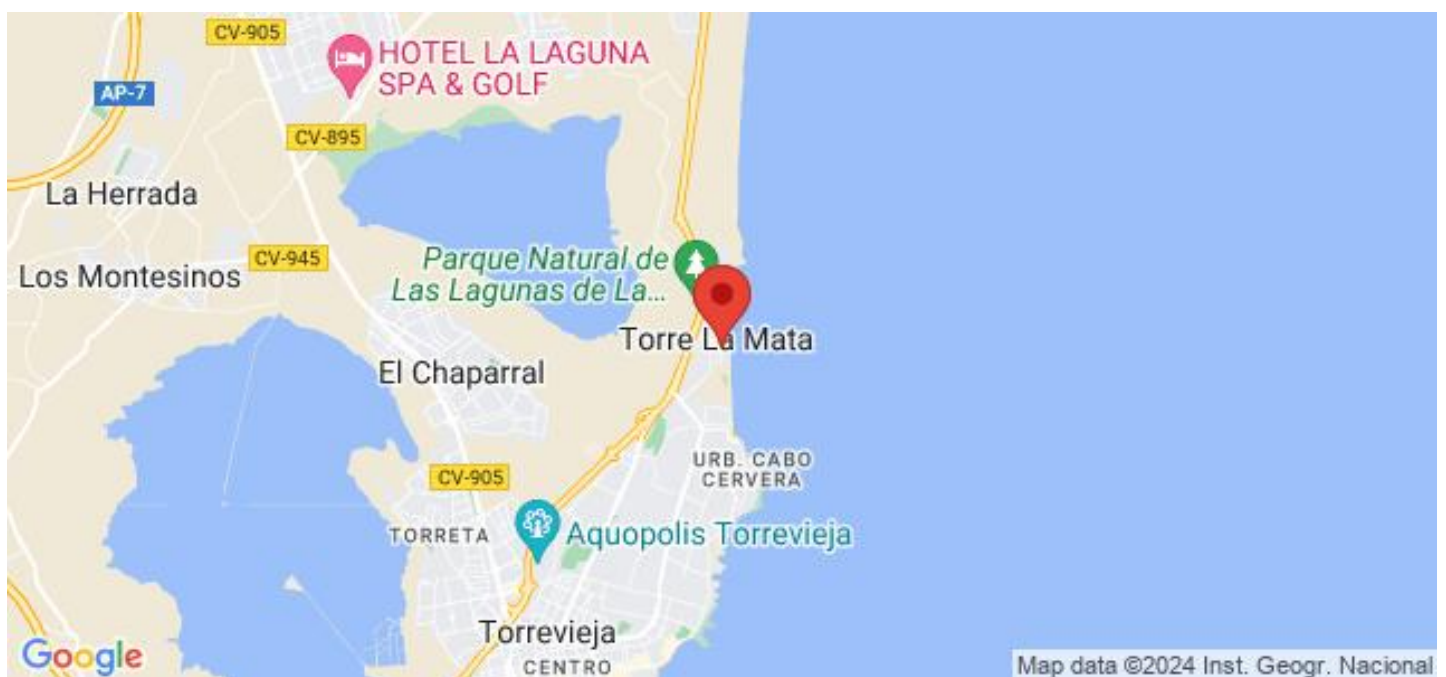 CV-905
HOTEL LA LAGUNA
SPA & GOLF
AP-7
CV-895
La Herrada
Parque Natural de
Las Lagunas de La...
CV-945
Los Montesinos
Torre La Mata
El Chaparral
URB. CABO
CERVERA
CV-905
TORRETA
Aquopolis Torrevieja
Torrevieja
CENTRO
Google
Map data ©2024 Inst. Geogr. Nacional